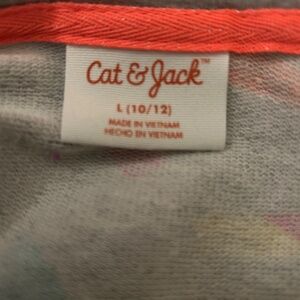 Cat & Jack™
L (10/12)
MADE IN VIETNAM
HECHO EN VIETNAM